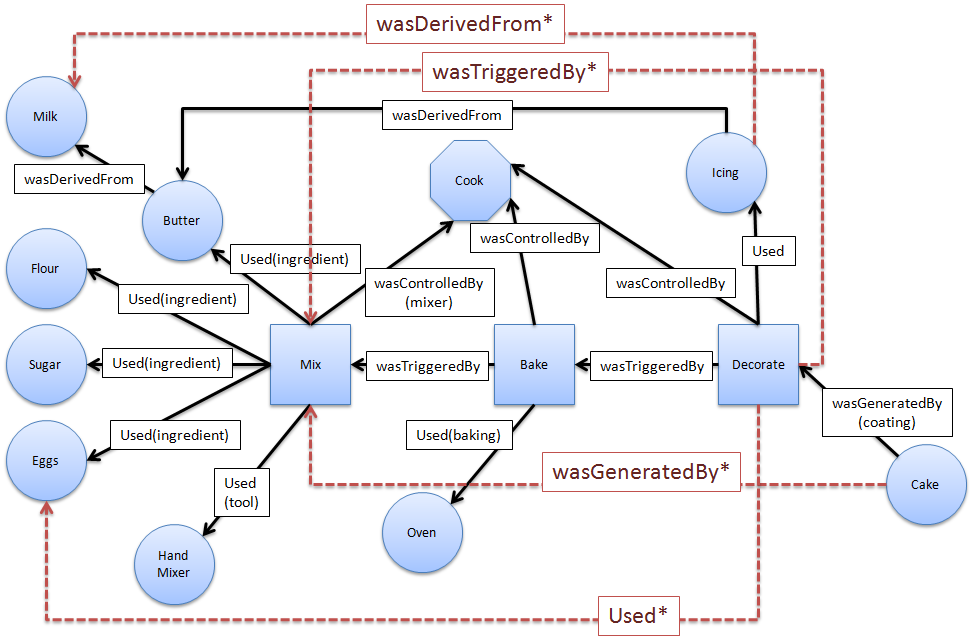 wasDerivedFrom*
wasTriggeredBy*
wasDerivedFrom
Milk
Cook
Icing
wasDerivedFrom
Butter
wasControlledBy
Used
Used(ingredient)
Flour
wasControlledBy
(mixer)
wasControlledBy
Used(ingredient)
Sugar
Used(ingredient)
Mix
wasTriggeredBy
Bake
wasTriggeredBy
Decorate
wasGeneratedBy
(coating)
Used(ingredient)
Used(baking)
Eggs
wasGeneratedBy*
Used
(tool)
Cake
Oven
Hand
Mixer
Used*